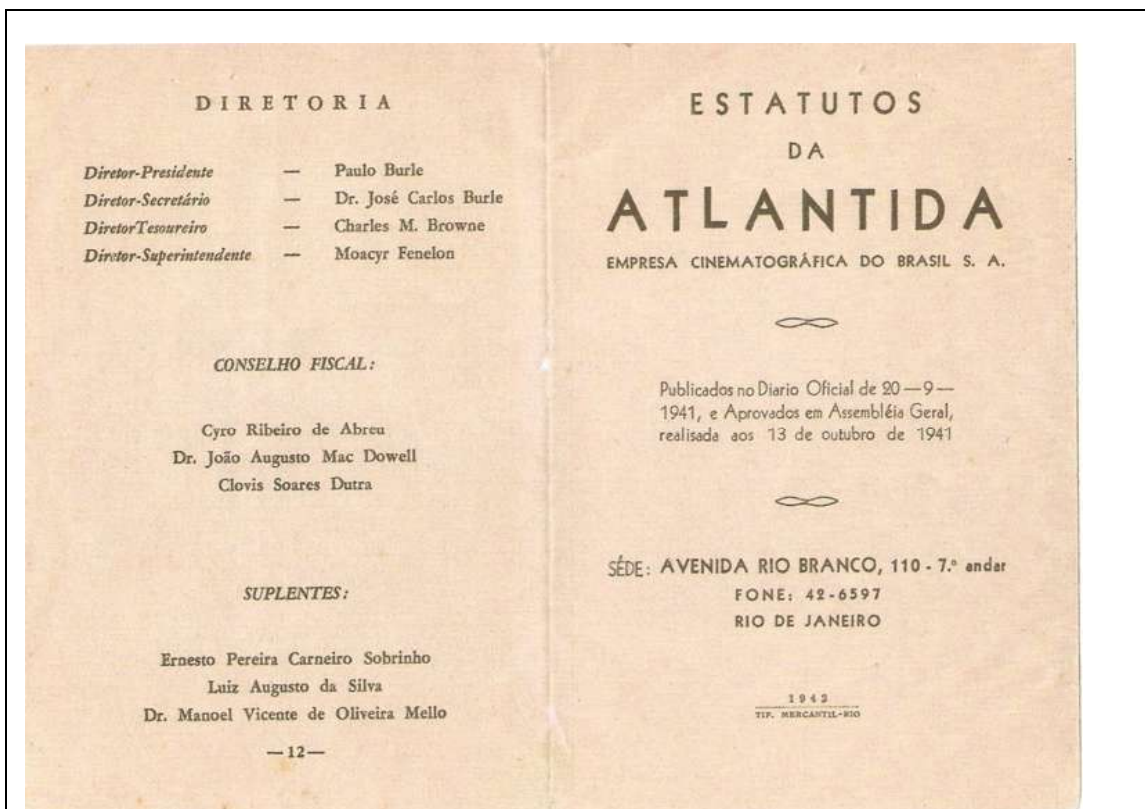 DIRETORIA
Diretor-Presidente — Paulo Burle
Diretor-Secretário — Dr. José Carlos Burle
DiretorTesoureiro — Charles M. Browne
Diretor-Superintendente — Moacyr Fenelon
CONSELHO FISCAL:
Cyro Ribeiro de Abreu
Dr. João Augusto Mac Dowell
Clovis Soares Dutra
SUPLENTES:
Ernesto Pereira Carneiro Sobrinho
Luiz Augusto da Silva
Dr. Manoel Vicente de Oliveira Mello
—12—
ESTATUTOS
DA
ATLANTIDA
EMPRESA CINEMATOGRÁFICA DO BRASIL S. A.
Publicados no Diario Oficial de 20—9—
1941, e Aprovados em Assembléia Geral,
realisada aos 13 de outubro de 1941
SÉDE: AVENIDA RIO BRANCO, 110 - 7.º andar
FONE: 42-6597
RIO DE JANEIRO
TIP. MERCANTIL-RIO